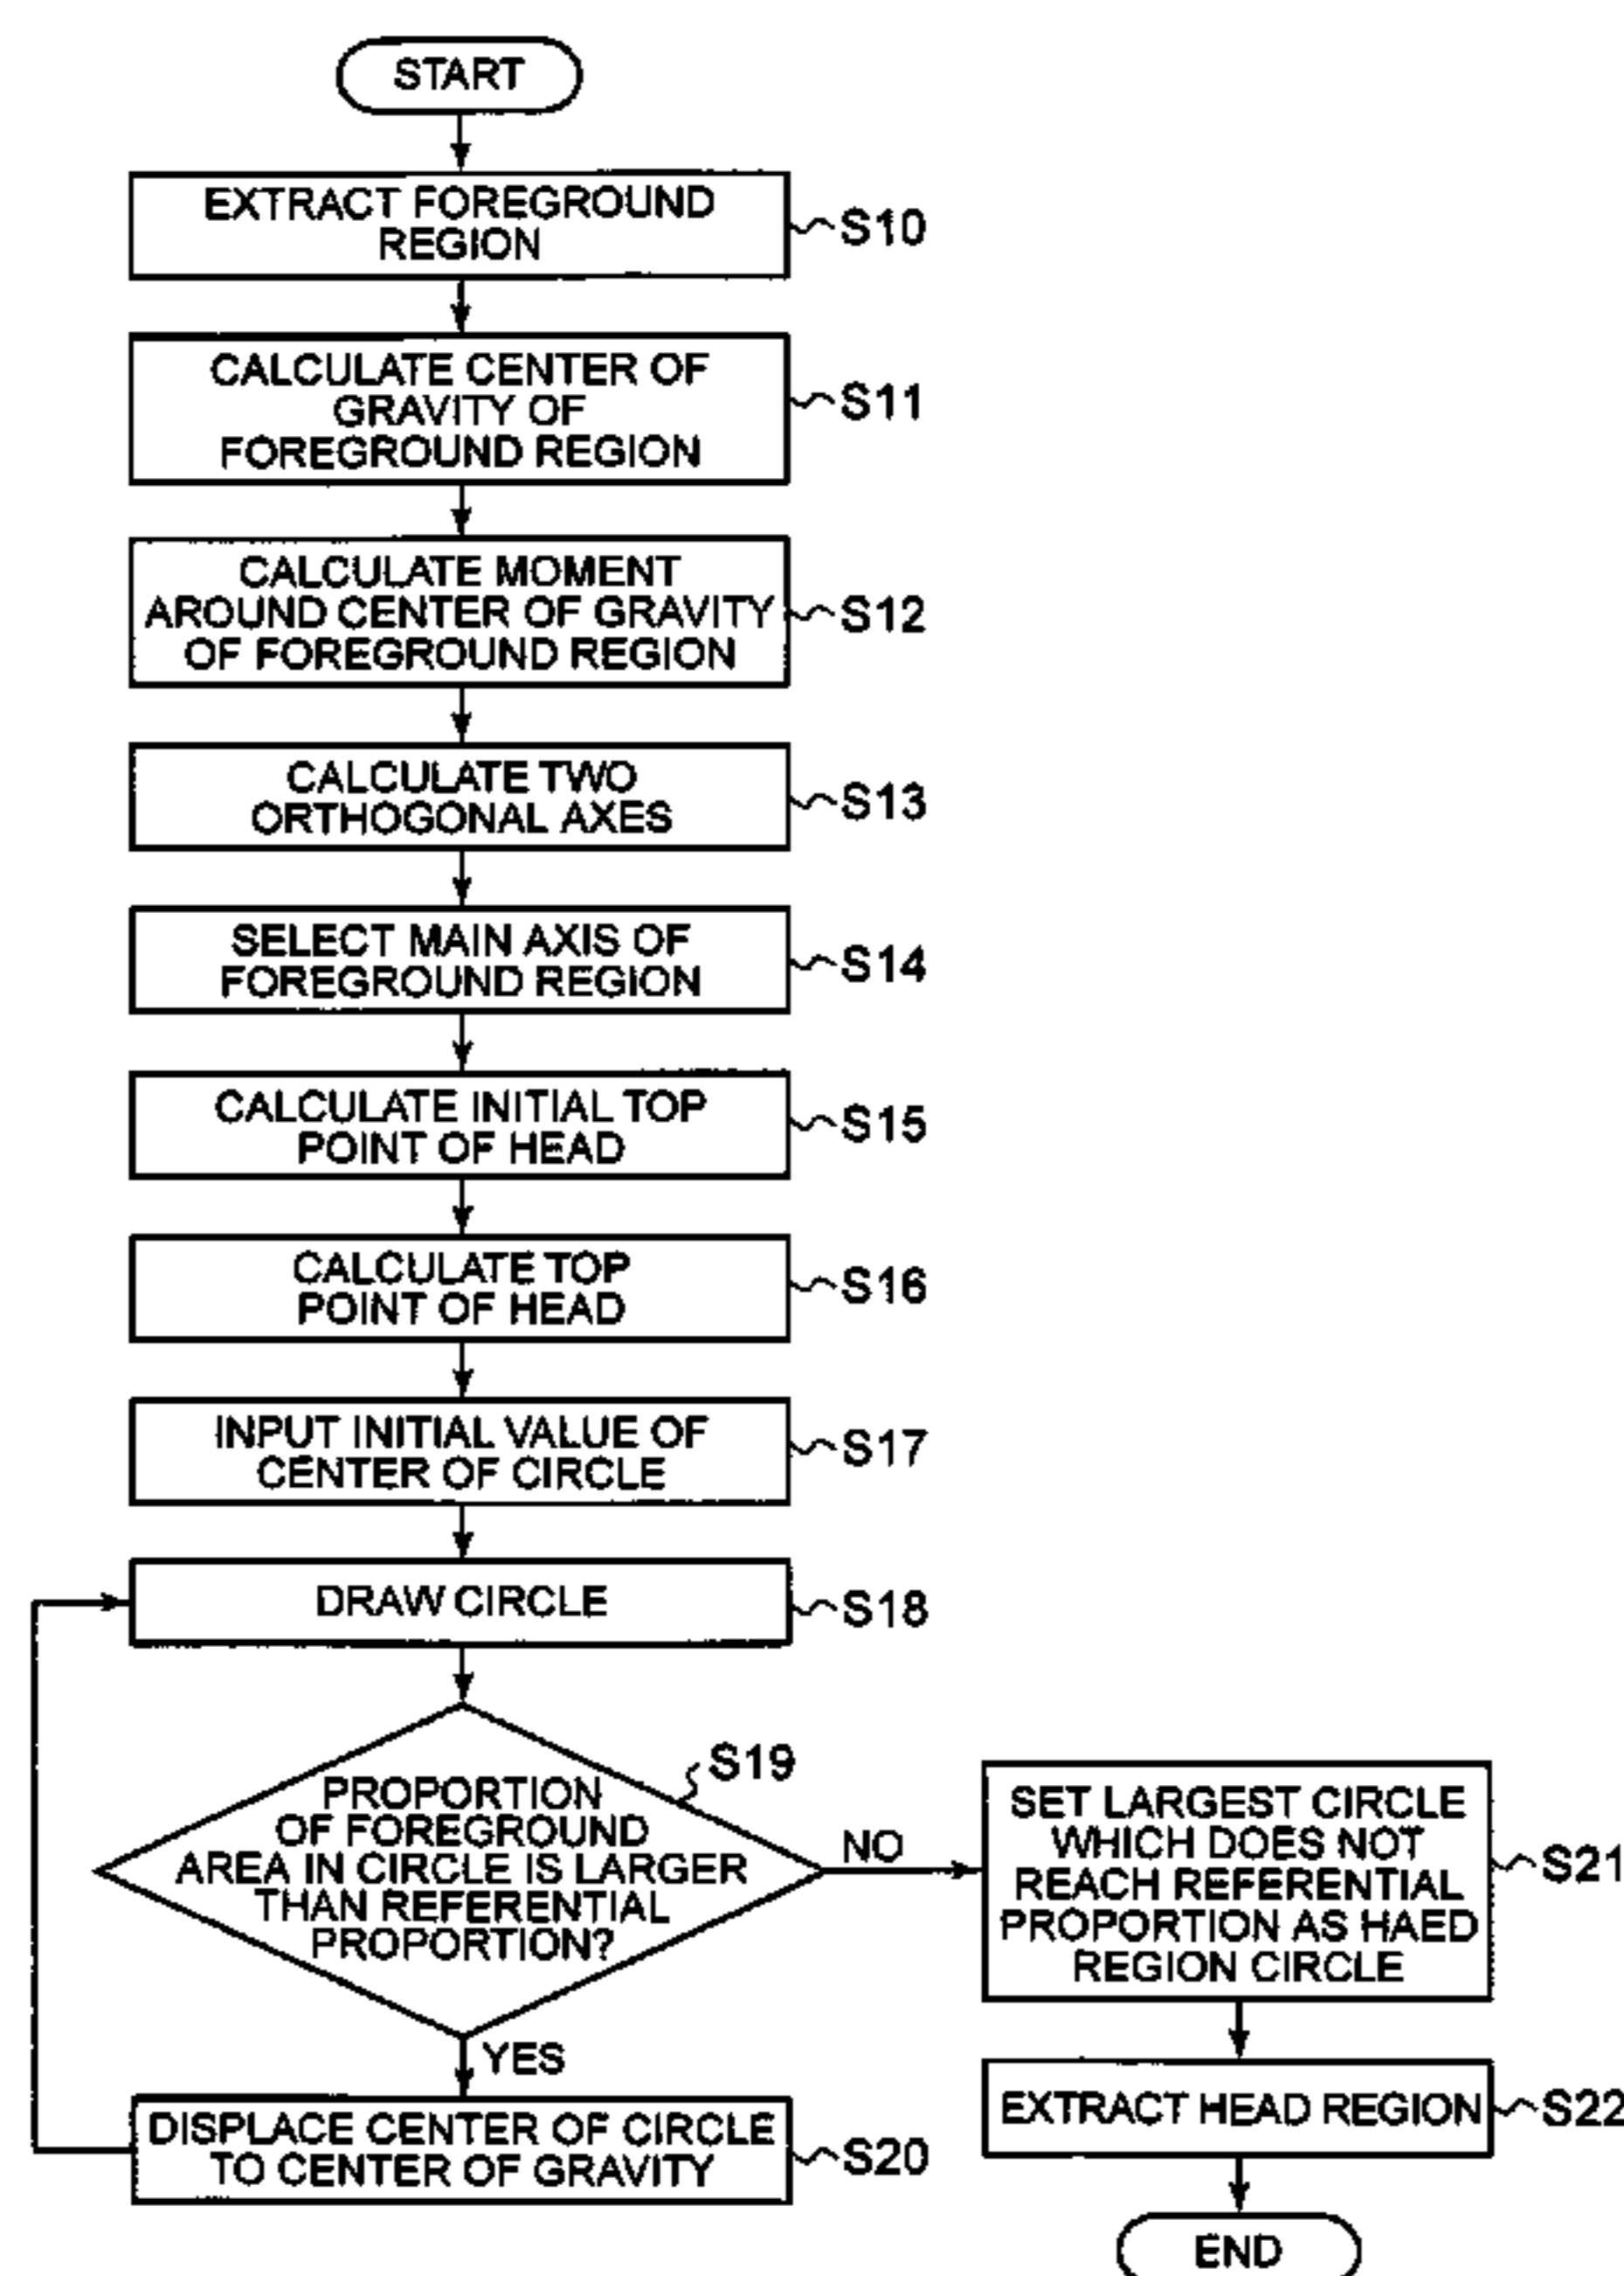 START
EXTRACT FOREGROUND
REGION
S10
CALCULATE CENTER OF
GRAVITY OF
FOREGROUND REGION
S11
CALCULATE MOMENT
AROUND CENTER OF GRAVITY
OF FOREGROUND REGION
S12
CALCULATE TWO
ORTHOGONAL AXES
S13
SELECT MAIN AXIS OF
FOREGROUND REGION
S14
CALCULATE INITIAL TOP
POINT OF HEAD
S15
CALCULATE TOP
POINT OF HEAD
S16
INPUT INITIAL VALUE OF
CENTER OF CIRCLE
S17
DRAW CIRCLE
S18
S19
PROPORTION
OF FOREGROUND
AREA IN CIRCLE IS LARGER
THAN REFERENTIAL
PROPORTION?
NO
YES
DISPLACE CENTER OF CIRCLE
TO CENTER OF GRAVITY
S20
SET LARGEST CIRCLE
WHICH DOES NOT
REACH REFERENTIAL
PROPORTION AS HAED
REGION CIRCLE
S21
EXTRACT HEAD REGION
S22
END